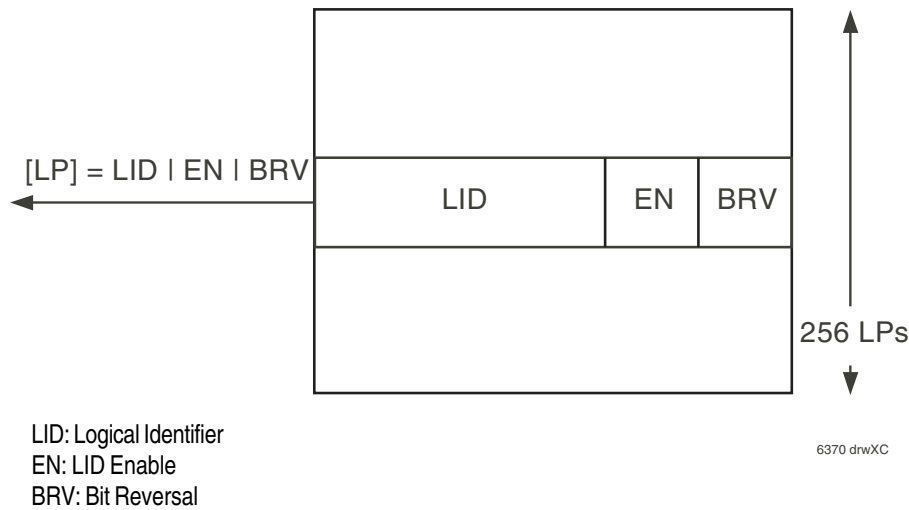 [LP] = LID | EN | BRV
LID
EN
BRV
256 LPs
LID: Logical Identifier
EN: LID Enable
BRV: Bit Reversal
6370 drwXC